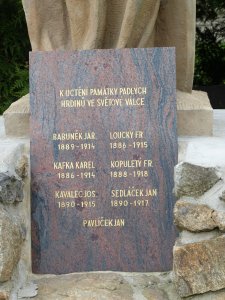 K UCTĚNÍ PAMÁTKY PADLÝCH
HRDINŮ VE SVĚTOVÉ VÁLCE
BARUNĚK JAR.
1889-1914
LOUCKÝ FR.
1886-1915
KAFKA KAREL
1886-1914
KOPULETÝ FR.
1888-1918
KAVALEC JOS.
1890-1915
SEDLÁČEK JAN
1890-1917
PAVLÍČEK JAN